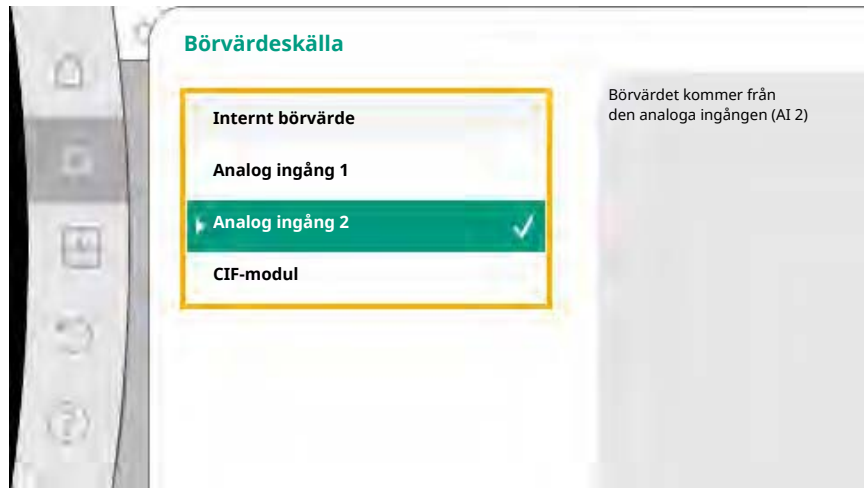 Börvärdeskälla
Internt börvärde
Analog ingång 1
Analog ingång 2
CIF-modul
Börvärdet kommer från
den analoga ingången (AI 2)